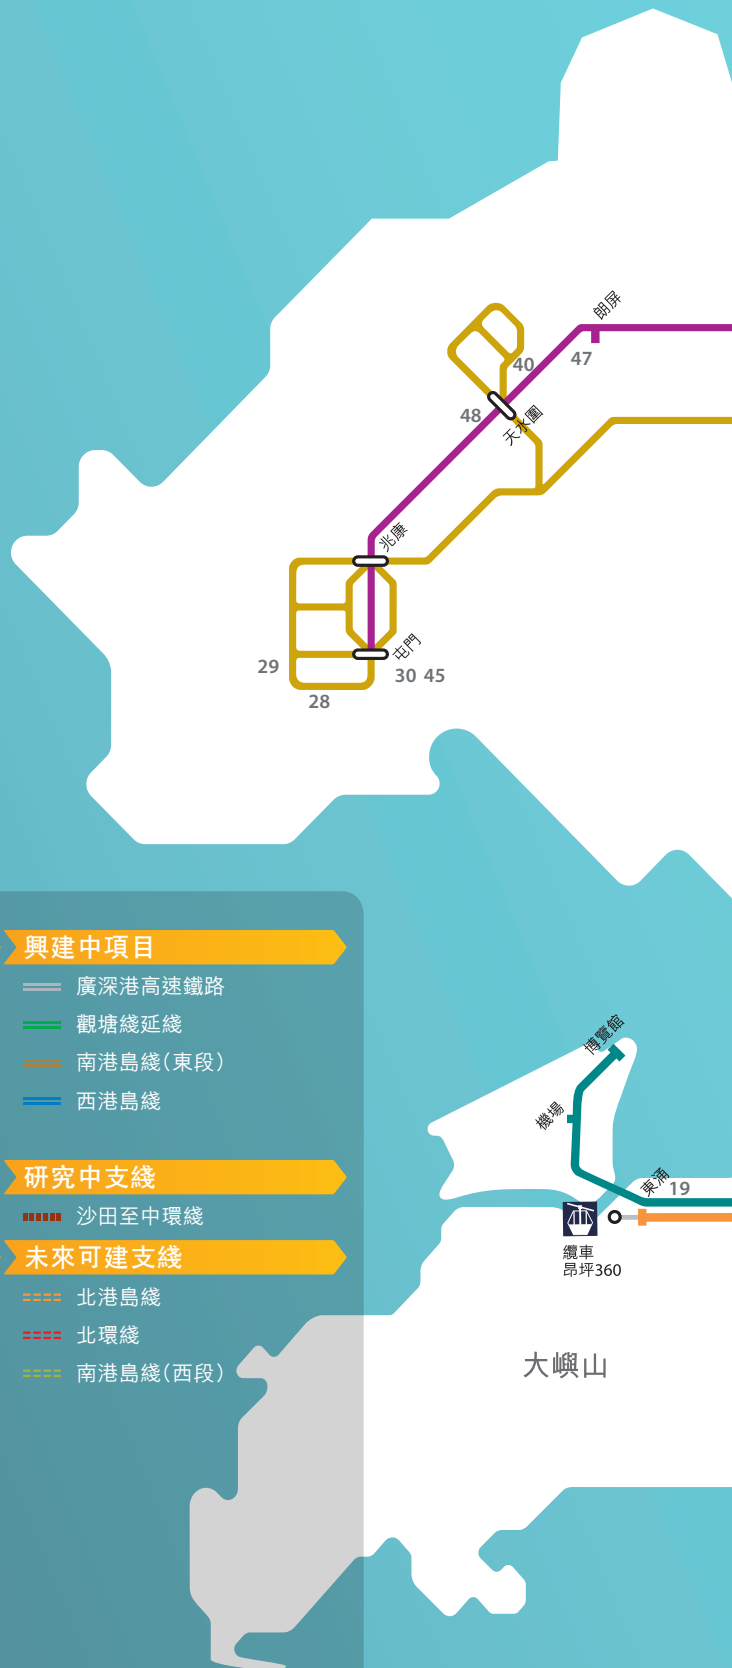 朗屏
47
40
48
天水圍
兆康
屯門
30 45
29
28
興建中項目
廣深港高速鐵路
觀塘綫延綫
南港島綫(東段)
西港島綫
研究中支綫
沙田至中環綫
未來可建支綫
北港島綫
北環綫
南港島綫(西段)
博覽館
機場
東涌
19
纜車
昂坪360
大嶼山